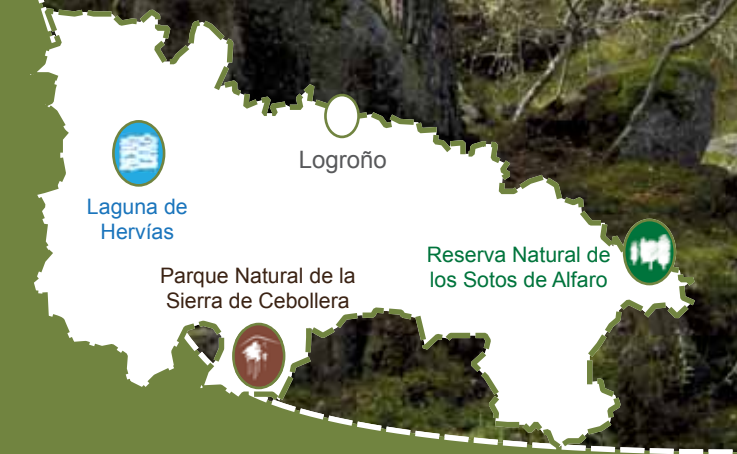 Logroño
Laguna de
Hervías
Reserva Natural de
los Sotos de Alfaro
Parque Natural de la
Sierra de Cebollera